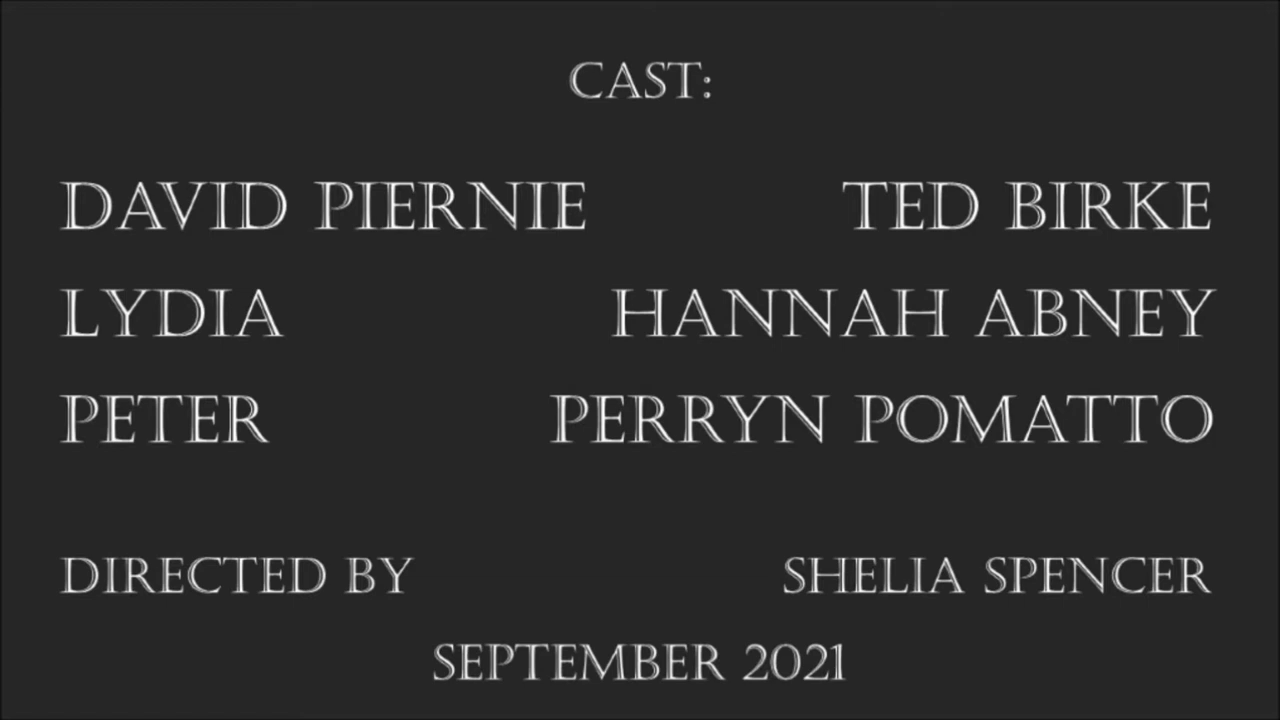 CAST:
DAVID PIERNIE TED BIRKE
LYDIA HANNAH ABNEY
PETER PERRYN POMATTO
DIRECTED BY SHELIA SPENCER
SEPTEMBER 2021